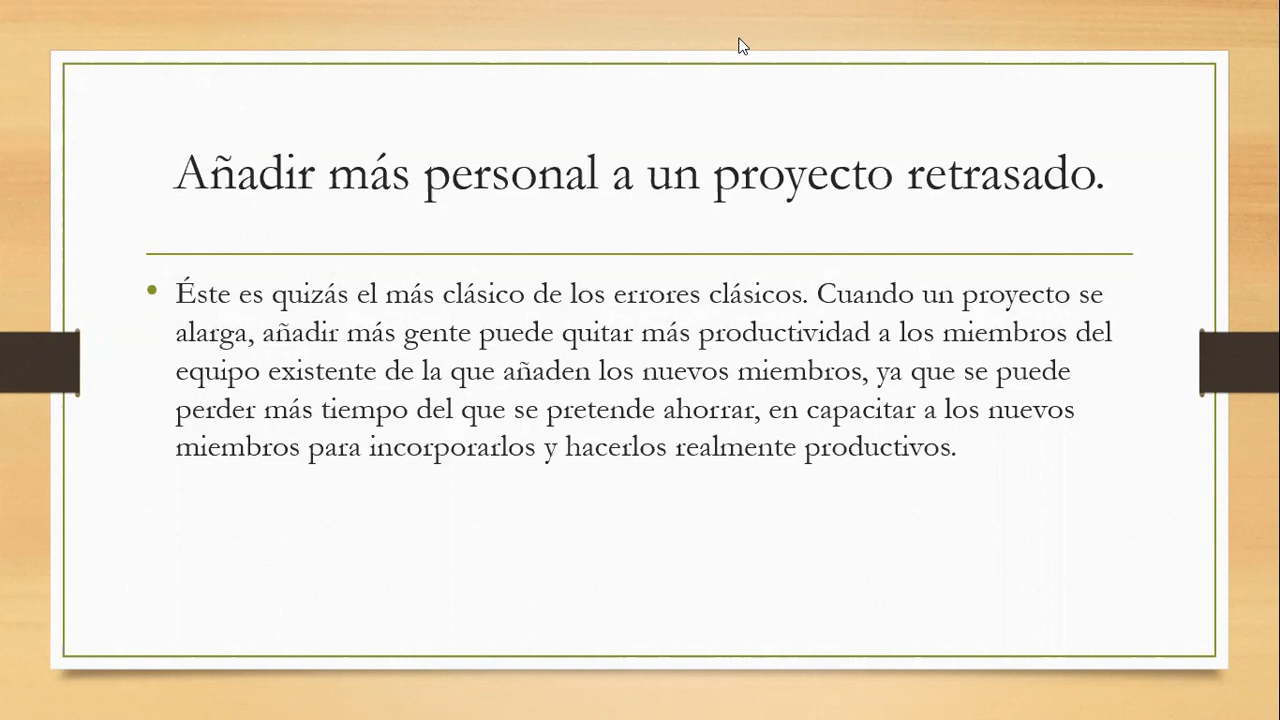 Añadir más personal a un proyecto retrasado.
• Éste es quizás el más clásico de los errores clásicos. Cuando un proyecto se
alarga, añadir más gente puede quitar más productividad a los miembros del
equipo existente de la que añaden los nuevos miembros, ya que se puede
perder más tiempo del que se pretende ahorrar, en capacitar a los nuevos
miembros para incorporarlos y hacerlos realmente productivos.